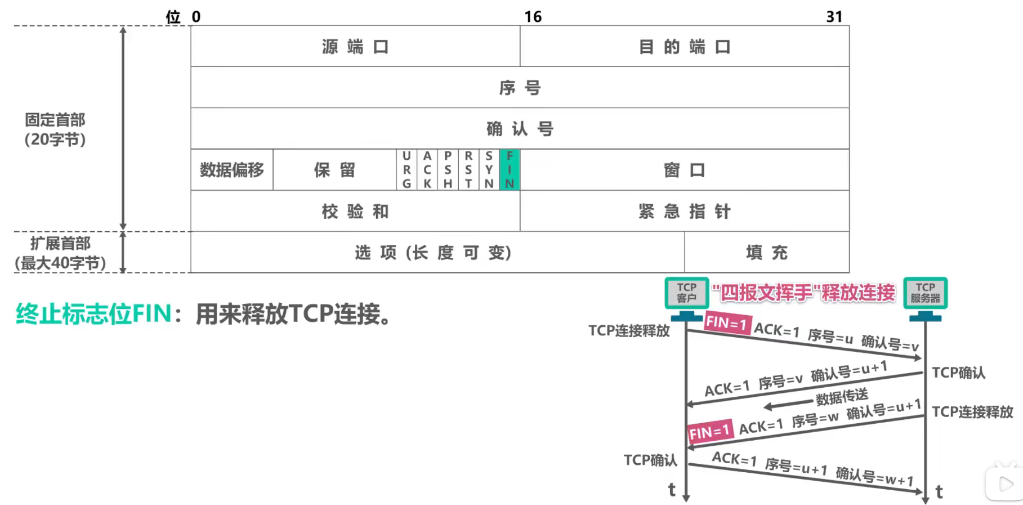 位 0 16 31
源端口 目的端口
序号
固定首部
(20字节)
确认号
数据偏移 保留 URG ACK PSH RST SYN FIN 窗口
校验和 紧急指针
扩展首部
(最大40字节)
选项(长度可变) 填充
终止标志位FIN：用来释放TCP连接。
TCP
客户
"四报文挥手"释放连接
TCP
服务器
TCP连接释放
FIN=1 ACK=1 序号=u 确认号=v
ACK=1 序号=v 确认号=u+1
TCP确认
数据传送
TCP连接释放
FIN=1 ACK=1 序号=w 确认号=u+1
TCP确认
ACK=1 序号=u+1 确认号=w+1
t
t